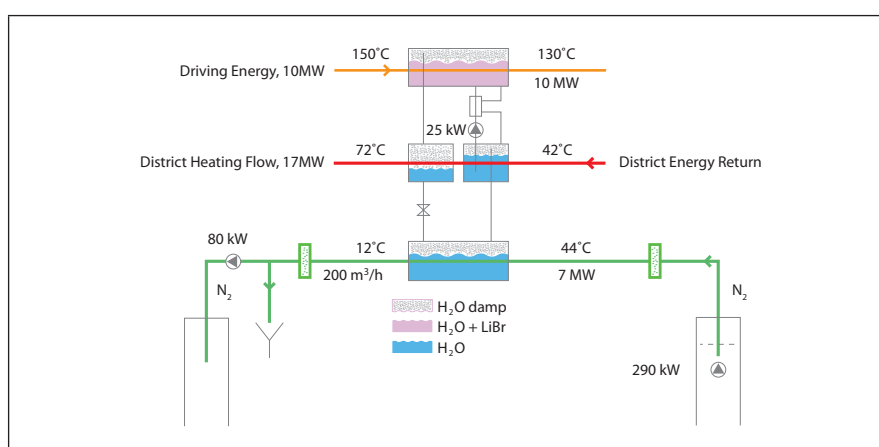 150˚C
130˚C
Driving Energy, 10MW
10 MW
25 kW
72˚C
42˚C
District Heating Flow, 17MW
District Energy Return
80 kW
12˚C
44˚C
200 m³/h
7 MW
N₂
N₂
H₂O damp
H₂O + LiBr
H₂O
290 kW